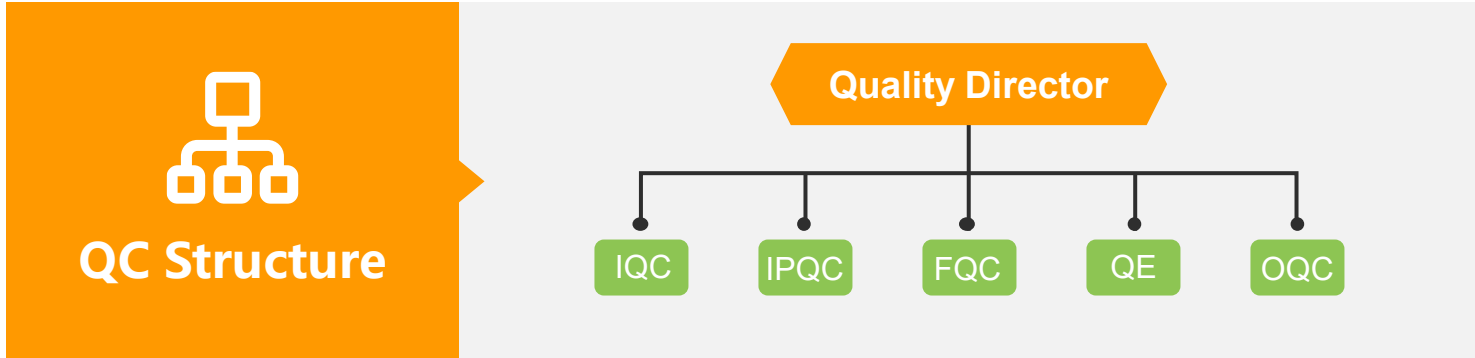 QC Structure
Quality Director
IQC
IPQC
FQC
QE
OQC